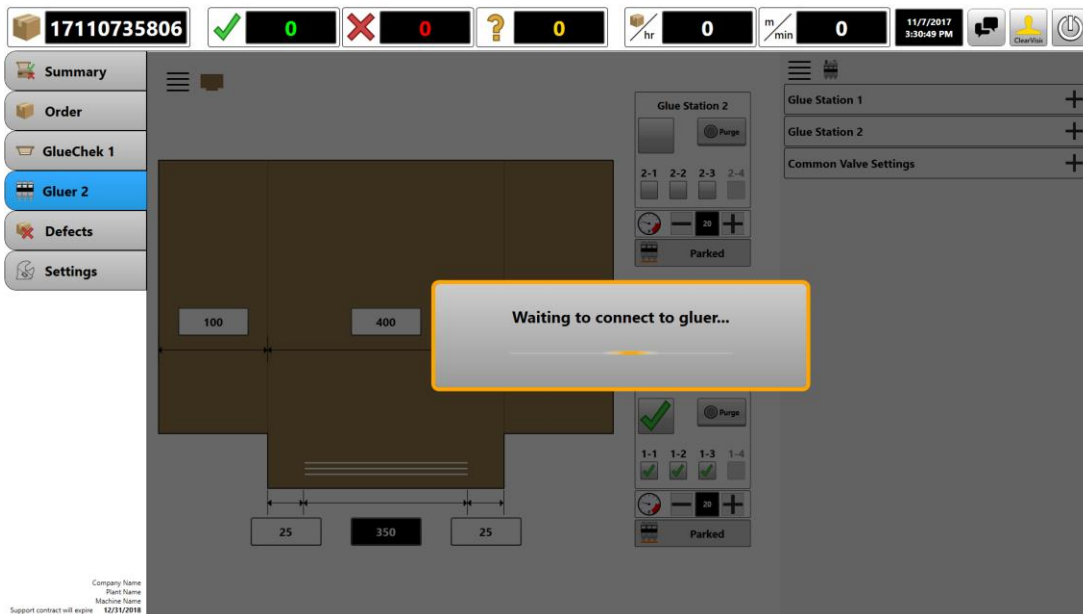 17110735806
0
0
0
/hr
0
m/min
0
11/7/2017
3:30:49 PM
ClearVision
Summary
Order
GlueChek 1
Gluer 2
Defects
Settings
Glue Station 2
Purge
2-1 2-2 2-3 2-4
20
Parked
Glue Station 1
Glue Station 2
Common Valve Settings
100
400
Waiting to connect to gluer...
Purge
1-1 1-2 1-3 1-4
20
Parked
25
350
25
Company Name
Plant Name
Machine Name
Support contract will expire 12/31/2018